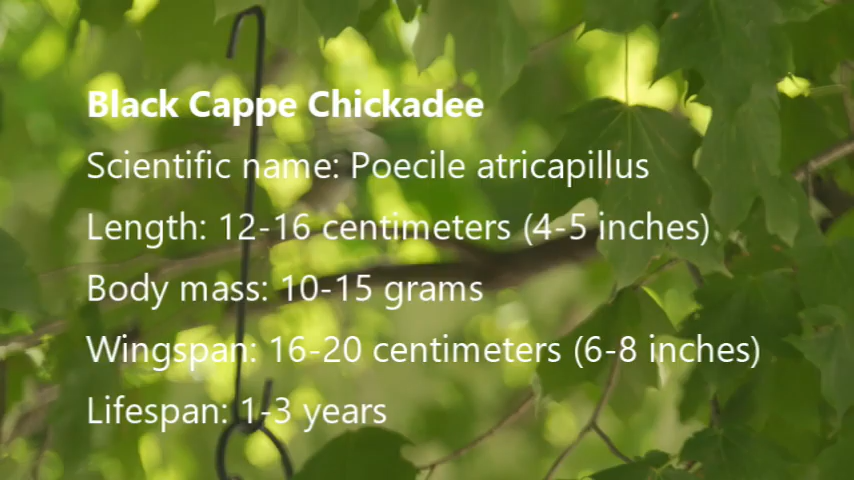 Black Cappe Chickadee
Scientific name: Poecile atricapillus
Length: 12-16 centimeters (4-5 inches)
Body mass: 10-15 grams
Wingspan: 16-20 centimeters (6-8 inches)
Lifespan: 1-3 years